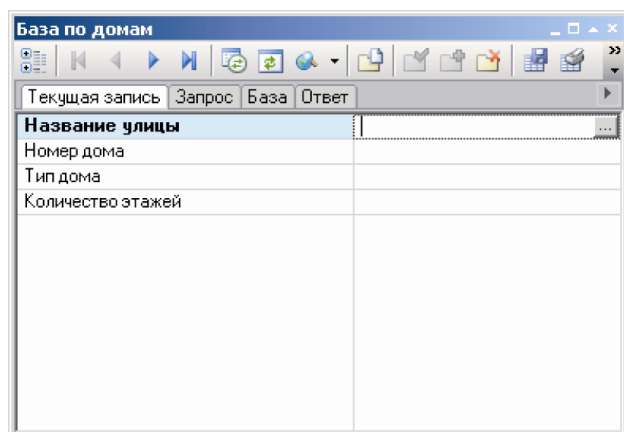 База по домам
Текущая запись Запрос База Ответ
Название улицы ...
Номер дома
Тип дома
Количество этажей